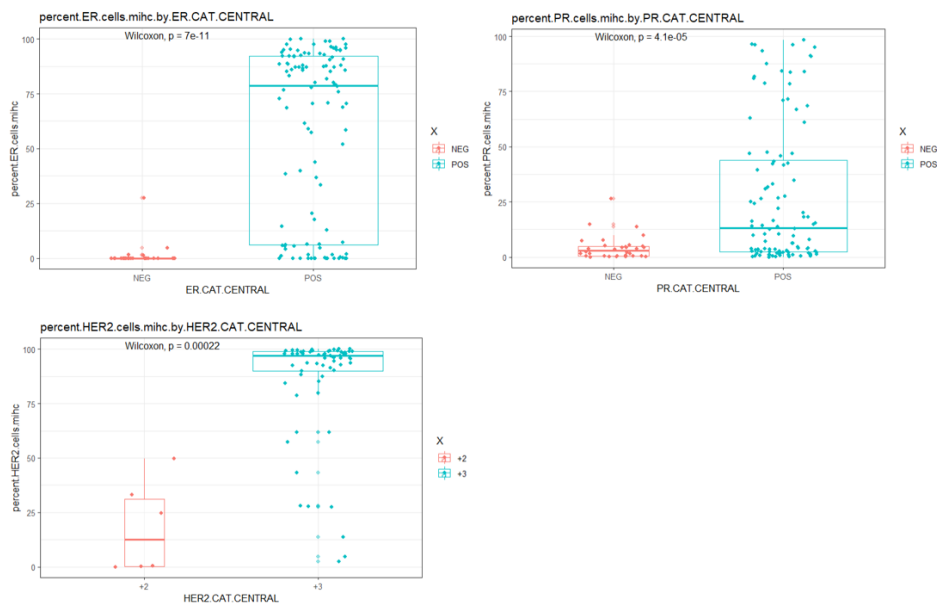 percent.ER.cells.mihc.by.ER.CAT.CENTRAL
Wilcoxon, p = 7e-11
100
75
50
25
0
percent.ER.cells.mihc
NEG
POS
ER.CAT.CENTRAL
X
NEG
POS
percent.PR.cells.mihc.by.PR.CAT.CENTRAL
Wilcoxon, p = 4.1e-05
100
75
50
25
0
percent.PR.cells.mihc
NEG
POS
PR.CAT.CENTRAL
X
NEG
POS
percent.HER2.cells.mihc.by.HER2.CAT.CENTRAL
Wilcoxon, p = 0.00022
100
75
50
25
0
percent.HER2.cells.mihc
+2
+3
HER2.CAT.CENTRAL
X
+2
+3